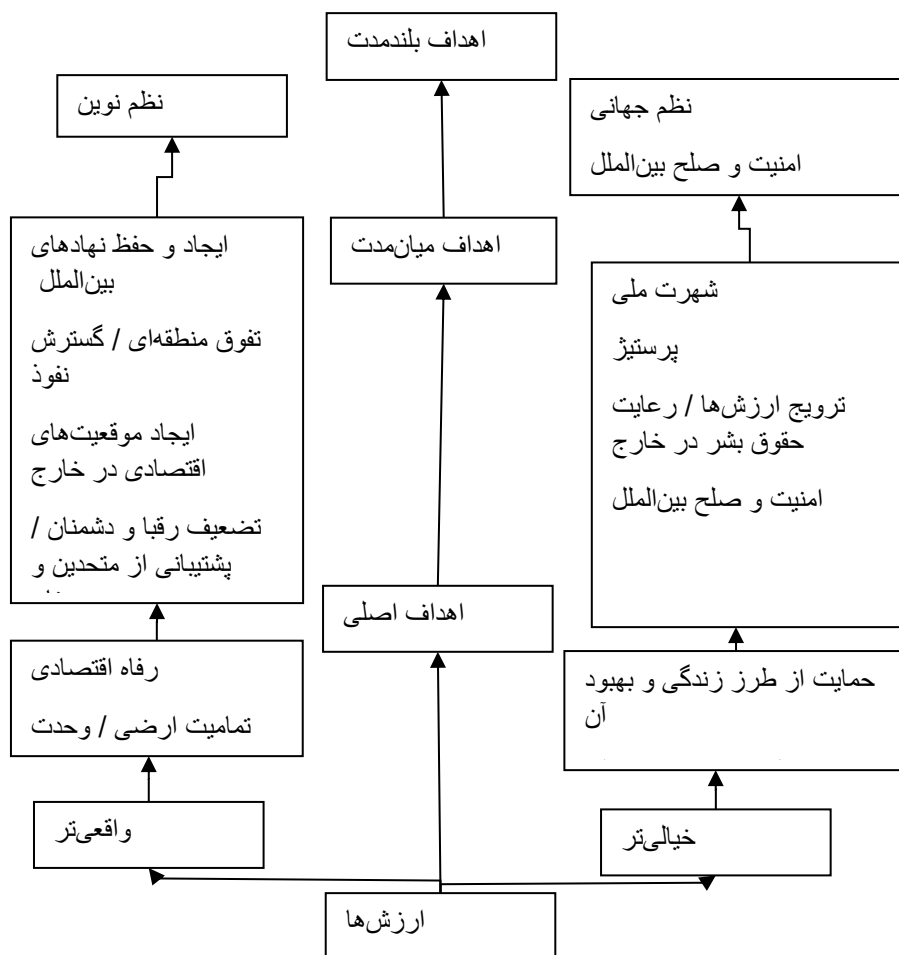 اهداف بلندمدت
نظم نوین
نظم جهانی
امنیت و صلح بین‌الملل
اهداف میان‌مدت
ایجاد و حفظ نهادهای
بین‌الملل
تفوق منطقه‌ای / گسترش
نفوذ
ایجاد موقعیت‌های
اقتصادی در خارج
تضعیف رقبا و دشمنان /
پشتیبانی از متحدین و
شهرت ملی
پرستیژ
ترویج ارزش‌ها / رعایت
حقوق بشر در خارج
امنیت و صلح بین‌الملل
اهداف اصلی
رفاه اقتصادی
تمامیت ارضی / وحدت
حمایت از طرز زندگی و بهبود
آن
واقعی‌تر
خیالی‌تر
ارزش‌ها